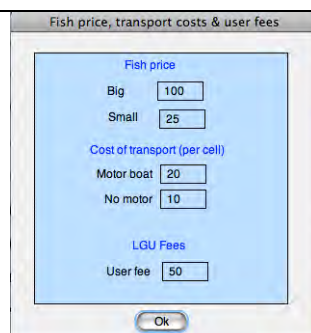 Fish price, transport costs & user fees
Fish price
Big 100
Small 25
Cost of transport (per cell)
Motor boat 20
No motor 10
LGU Fees
User fee 50
Ok